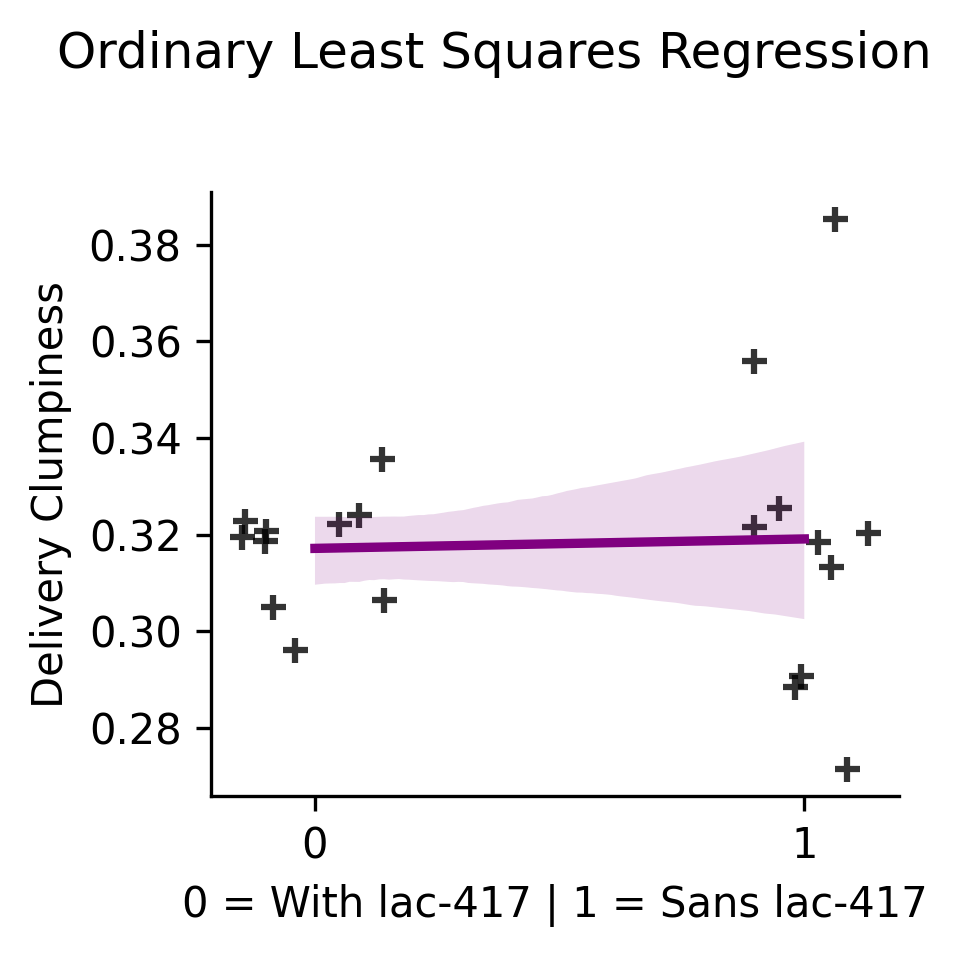 Ordinary Least Squares Regression
Delivery Clumpiness
0.38
0.36
0.34
0.32
0.30
0.28
0
1
0 = With lac-417 | 1 = Sans lac-417